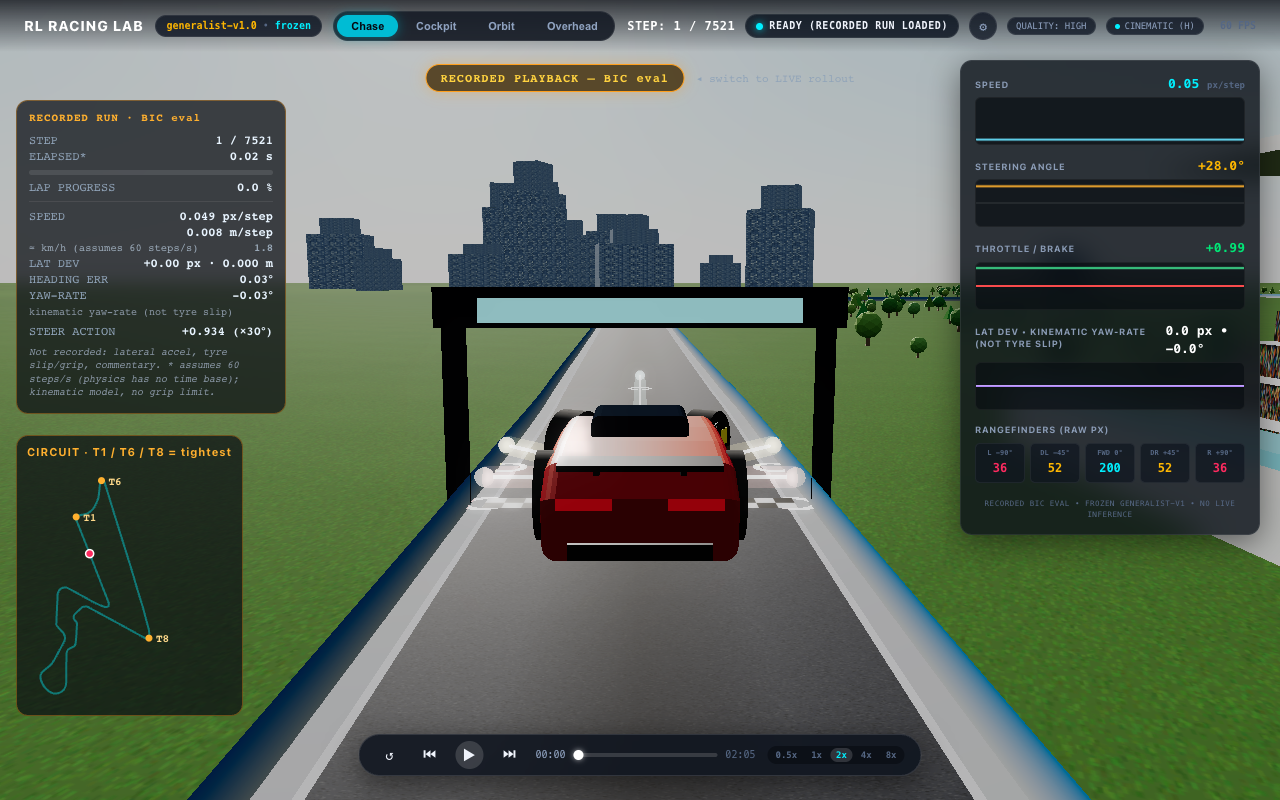 RL RACING LAB
generalist-v1.0 · frozen
Chase
Cockpit
Orbit
Overhead
STEP: 1 / 7521
READY (RECORDED RUN LOADED)
QUALITY: HIGH
CINEMATIC (H)
60 FPS
RECORDED PLAYBACK — BIC eval
◂ switch to LIVE rollout
RECORDED RUN · BIC eval
STEP 1 / 7521
ELAPSED* 0.02 s
LAP PROGRESS 0.0 %
SPEED 0.049 px/step
0.008 m/step
≈ km/h (assumes 60 steps/s) 1.8
LAT DEV +0.00 px · 0.000 m
HEADING ERR 0.03°
YAW-RATE −0.03°
kinematic yaw-rate (not tyre slip)
STEER ACTION +0.934 (×30°)
Not recorded: lateral accel, tyre
slip/grip, commentary. * assumes 60
steps/s (physics has no time base);
kinematic model, no grip limit.
CIRCUIT · T1 / T6 / T8 = tightest
T6
T1
T8
SPEED 0.05 px/step
STEERING ANGLE +28.0°
THROTTLE / BRAKE +0.99
LAT DEV • KINEMATIC YAW-RATE
(NOT TYRE SLIP)
0.0 px •
−0.0°
RANGEFINDERS (RAW PX)
L −90° DL −45° FWD 0° DR +45° R +90°
36 52 200 52 36
RECORDED BIC EVAL • FROZEN GENERALIST-V1 • NO LIVE
INFERENCE
00:00
02:05
0.5x 1x 2x 4x 8x